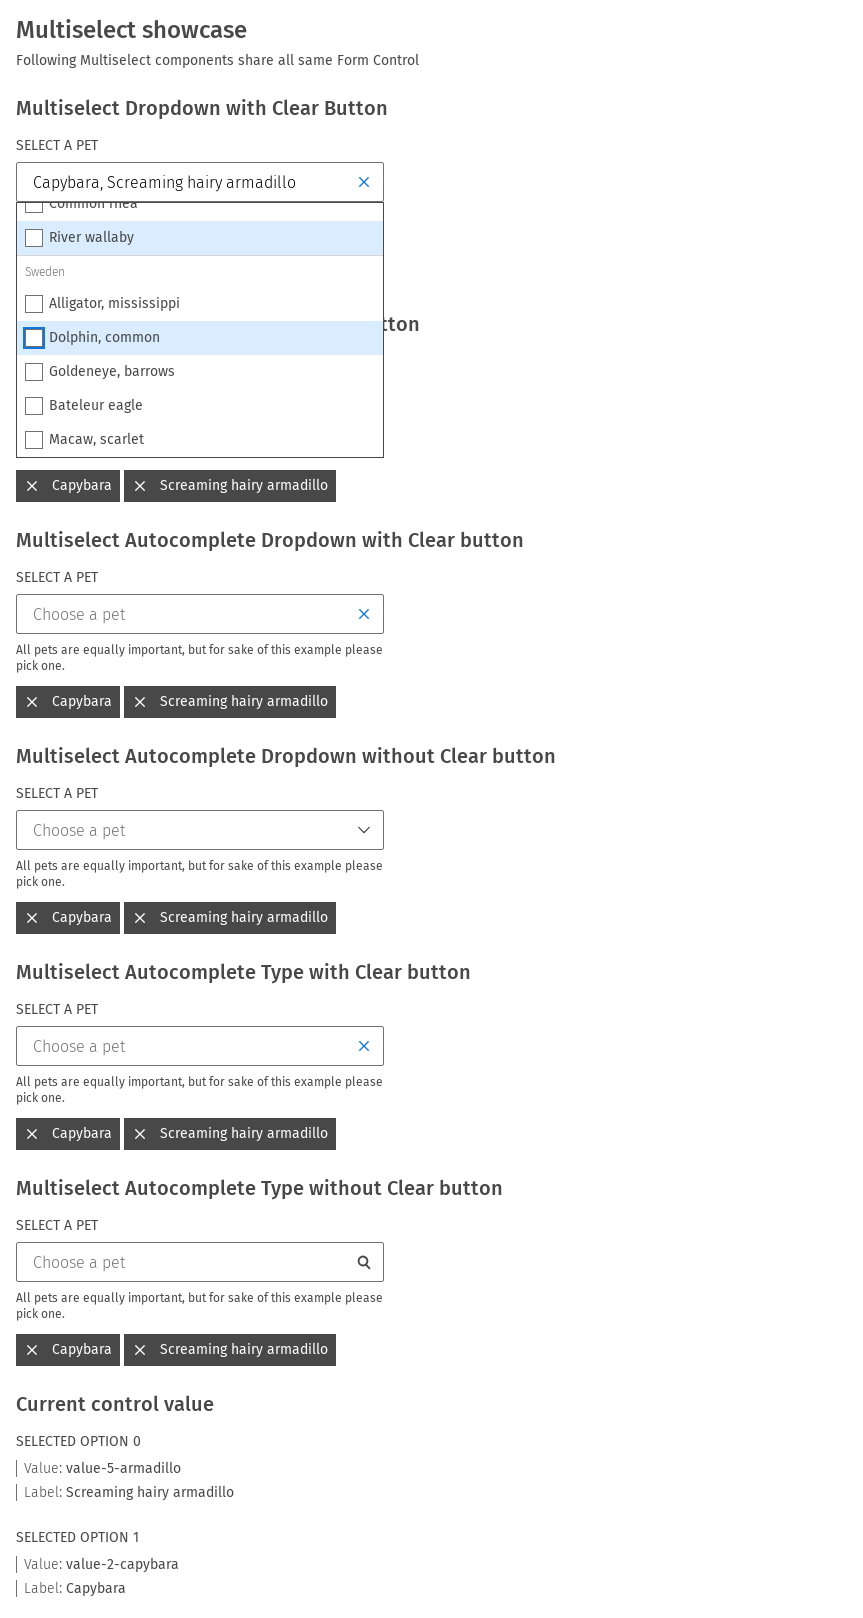 Multiselect showcase
Following Multiselect components share all same Form Control
Multiselect Dropdown with Clear Button
SELECT A PET
Capybara, Screaming hairy armadillo
Common rhea
River wallaby
Sweden
Alligator, mississippi
tton
Dolphin, common
Goldeneye, barrows
Bateleur eagle
Macaw, scarlet
Capybara Screaming hairy armadillo
Multiselect Autocomplete Dropdown with Clear button
SELECT A PET
Choose a pet
All pets are equally important, but for sake of this example please
pick one.
Capybara Screaming hairy armadillo
Multiselect Autocomplete Dropdown without Clear button
SELECT A PET
Choose a pet
All pets are equally important, but for sake of this example please
pick one.
Capybara Screaming hairy armadillo
Multiselect Autocomplete Type with Clear button
SELECT A PET
Choose a pet
All pets are equally important, but for sake of this example please
pick one.
Capybara Screaming hairy armadillo
Multiselect Autocomplete Type without Clear button
SELECT A PET
Choose a pet
All pets are equally important, but for sake of this example please
pick one.
Capybara Screaming hairy armadillo
Current control value
SELECTED OPTION 0
Value: value-5-armadillo
Label: Screaming hairy armadillo
SELECTED OPTION 1
Value: value-2-capybara
Label: Capybara